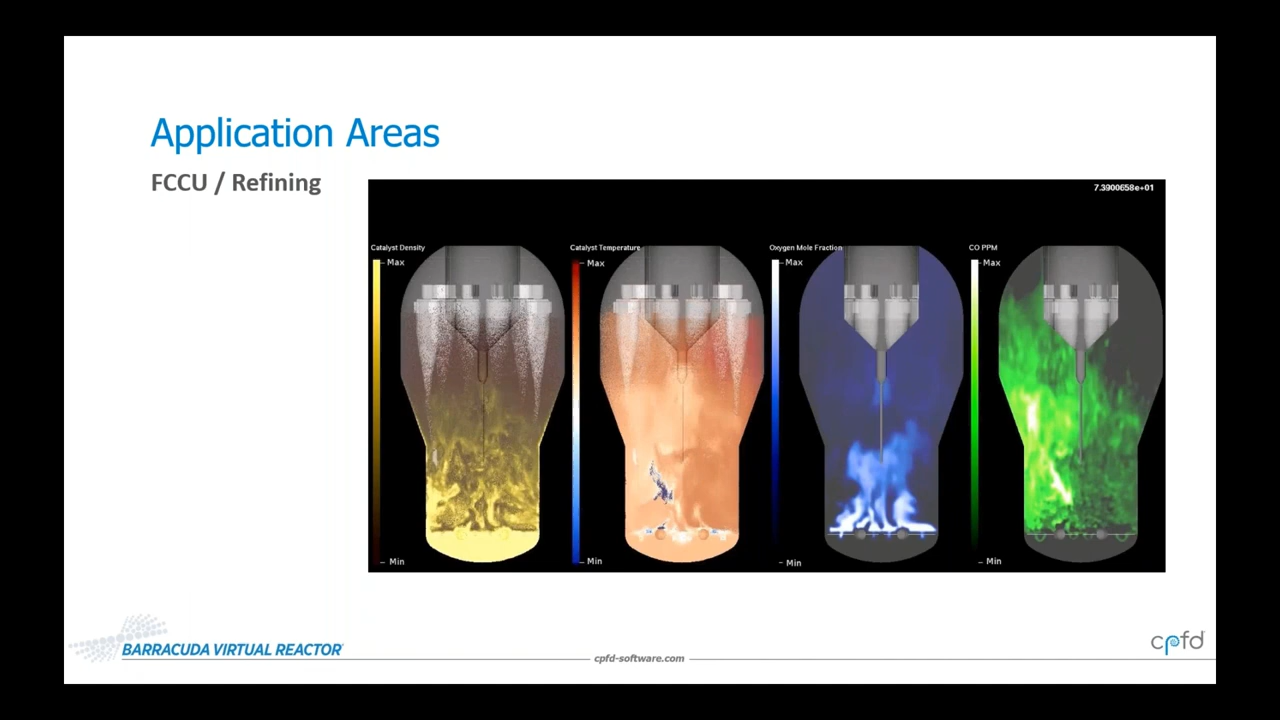 Application Areas
FCCU / Refining
7.3900658e+01
Catalyst Density
Max
Min
Catalyst Temperature
Max
Min
Oxygen Mole Fraction
Max
Min
CO PPM
Max
Min
BARRACUDA VIRTUAL REACTOR
cpfd-software.com
cpfd